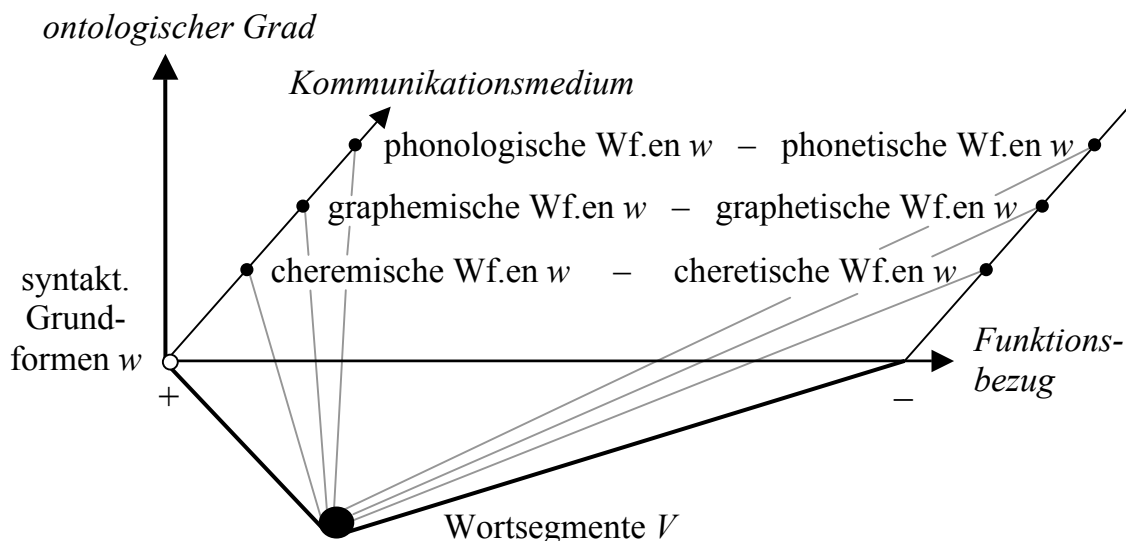 ontologischer Grad
Kommunikationsmedium
phonologische Wf.en w – phonetische Wf.en w
graphemische Wf.en w – graphetische Wf.en w
cheremische Wf.en w – cheretische Wf.en w
syntakt.
Grund-
formen w
Funktions-
bezug
+ –
Wortsegmente V